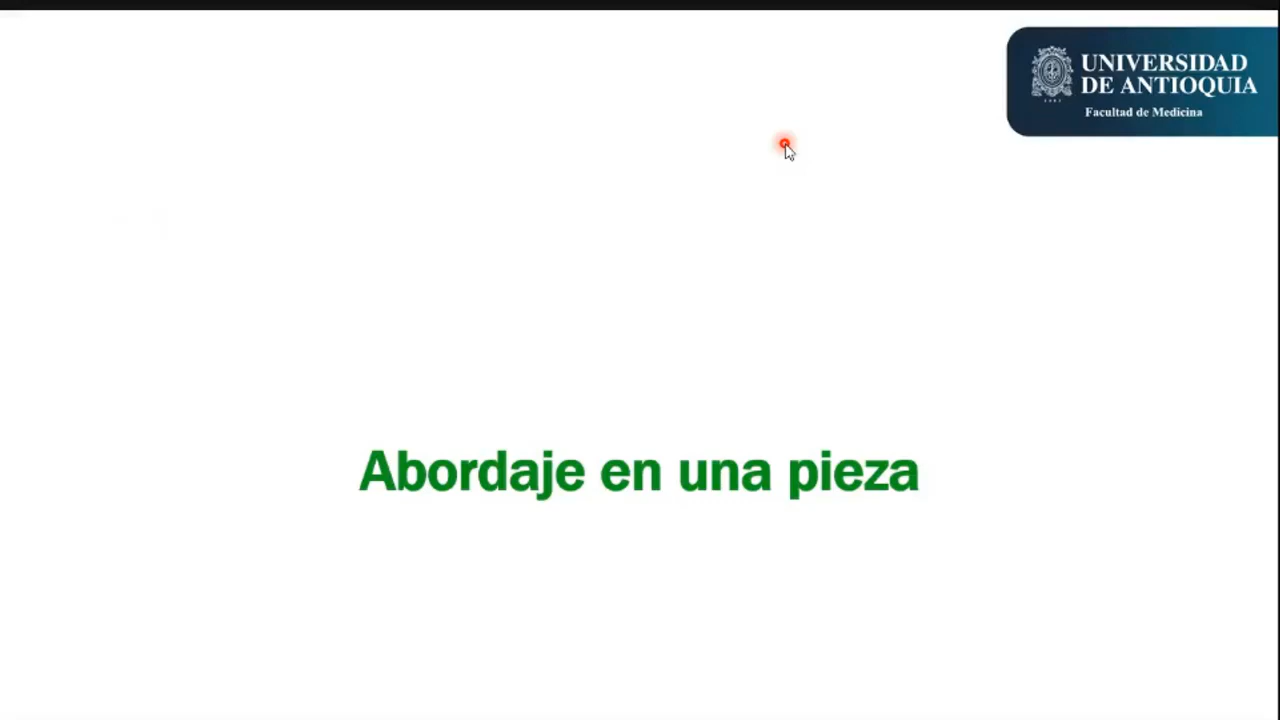 UNIVERSIDAD
DE ANTIOQUIA
Facultad de Medicina
Abordaje en una pieza